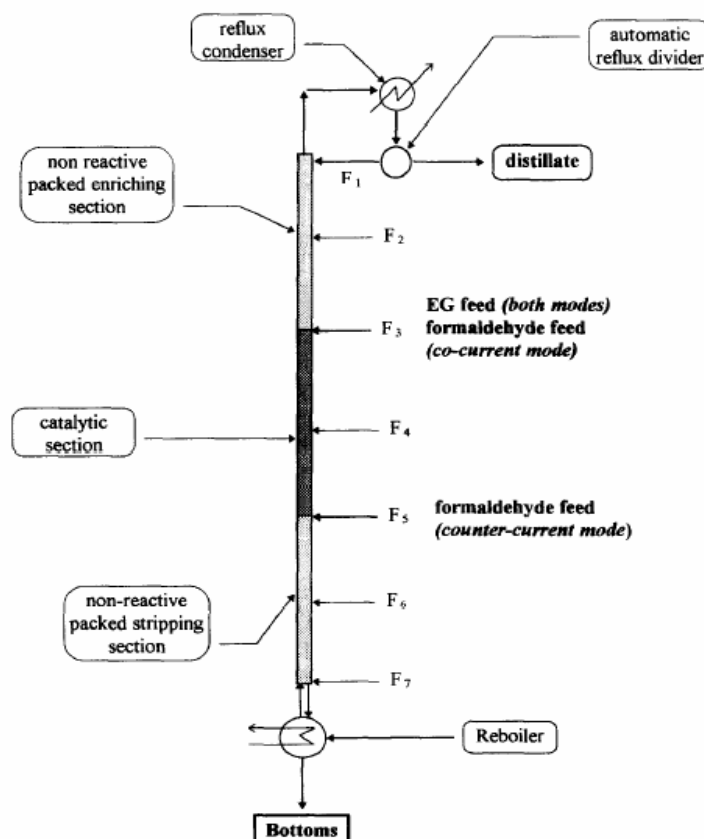 reflux
condenser
automatic
reflux divider
non reactive
packed enriching
section
distillate
F1
F2
EG feed (both modes)
F3
formaldehyde feed
(co-current mode)
catalytic
section
F4
F5
formaldehyde feed
(counter-current mode)
non-reactive
packed stripping
section
F6
F7
Reboiler
Bottoms